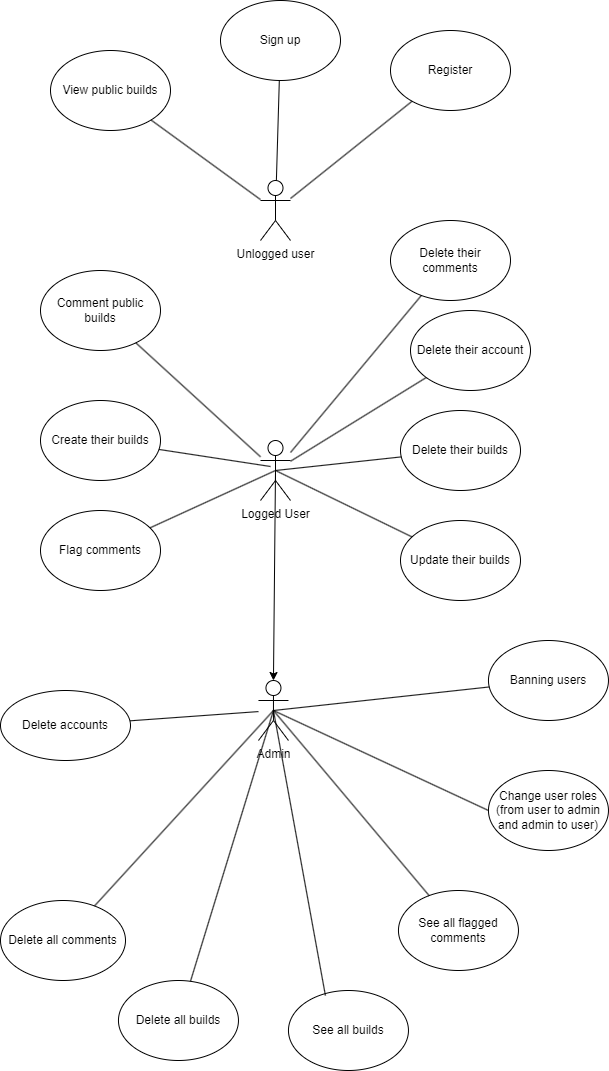 Sign up
View public builds
Register
Unlogged user
Delete their
comments
Comment public
builds
Delete their account
Create their builds
Delete their builds
Logged User
Flag comments
Update their builds
Banning users
Delete accounts
Admin
Change user roles
(from user to admin
and admin to user)
See all flagged
comments
Delete all comments
Delete all builds
See all builds